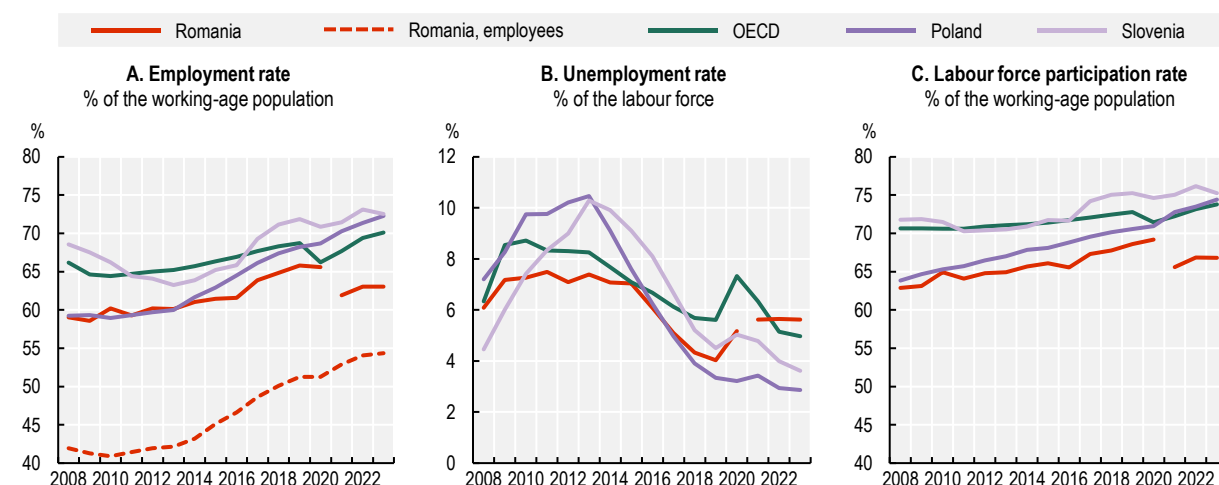 Romania Romania, employees OECD Poland Slovenia
A. Employment rate
% of the working-age population
%
80
75
70
65
60
55
50
45
40
2008 2010 2012 2014 2016 2018 2020 2022
B. Unemployment rate
% of the labour force
%
12
10
8
6
4
2
0
2008 2010 2012 2014 2016 2018 2020 2022
C. Labour force participation rate
% of the working-age population
%
80
75
70
65
60
55
50
45
40
2008 2010 2012 2014 2016 2018 2020 2022